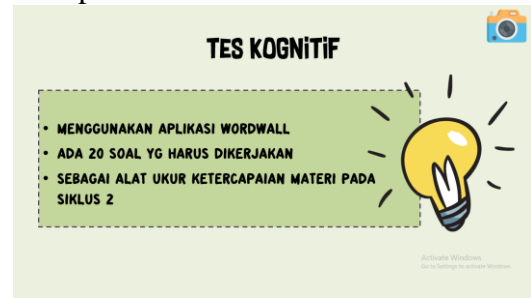 TES KOGNITIF
• MENGGUNAKAN APLIKASI WORDWALL
• ADA 20 SOAL YG HARUS DIKERJAKAN
• SEBAGAI ALAT UKUR KETERCAPAIAN MATERI PADA
SIKLUS 2
Activate Windows
Go to Settings to activate Windows.